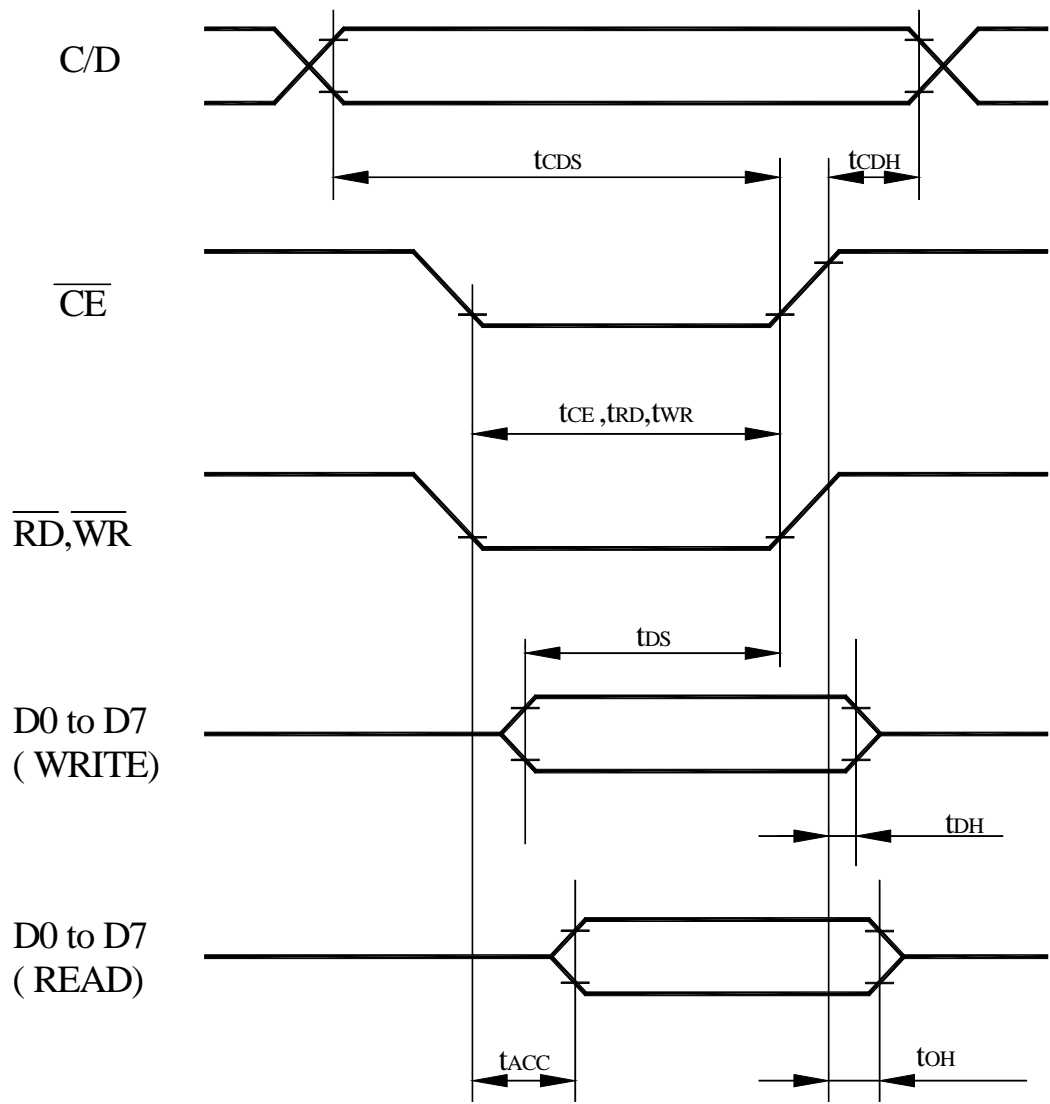 C/D
tCDS
tCDH
CE
tCE ,tRD,tWR
RD,WR
tDS
D0 to D7
( WRITE)
tDH
D0 to D7
( READ)
tACC
tOH